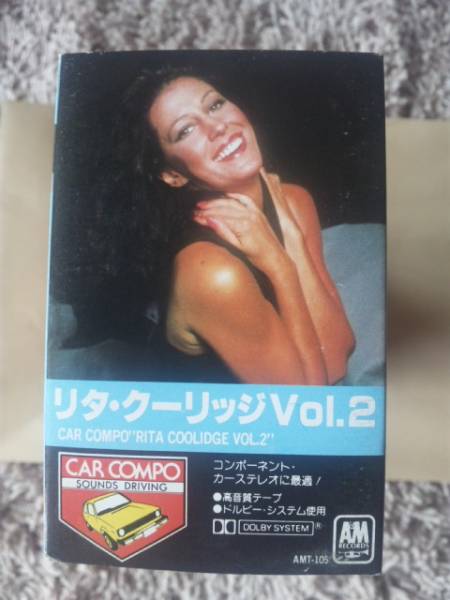 リタ・クーリッジVol.2
CAR COMPO"RITA COOLIDGE VOL.2"
CAR COMPO
SOUNDS DRIVING
コンポーネント・
カーステレオに最適!
●高音質テープ
●ドルビー・システム使用
DOLBY SYSTEM®
A&M
RECORDS
AMT-105